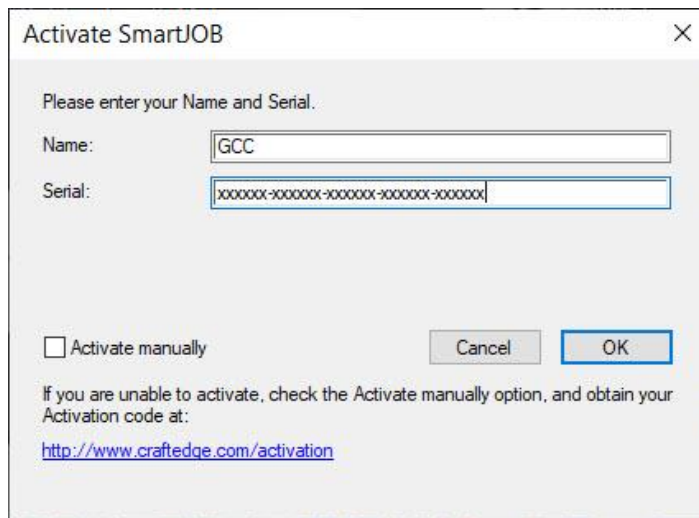 Activate SmartJOB
Please enter your Name and Serial.
Name: GCC
Serial: xxxxxx-xxxxxx-xxxxxx-xxxxxx-xxxxxx
Activate manually Cancel OK
If you are unable to activate, check the Activate manually option, and obtain your
Activation code at:
http://www.craftedge.com/activation